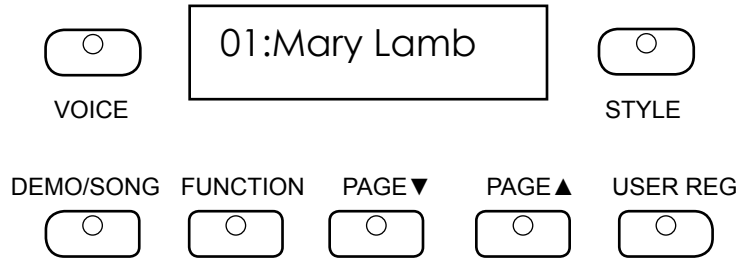 01:Mary Lamb
VOICE
STYLE
DEMO/SONG FUNCTION PAGE▼ PAGE▲ USER REG